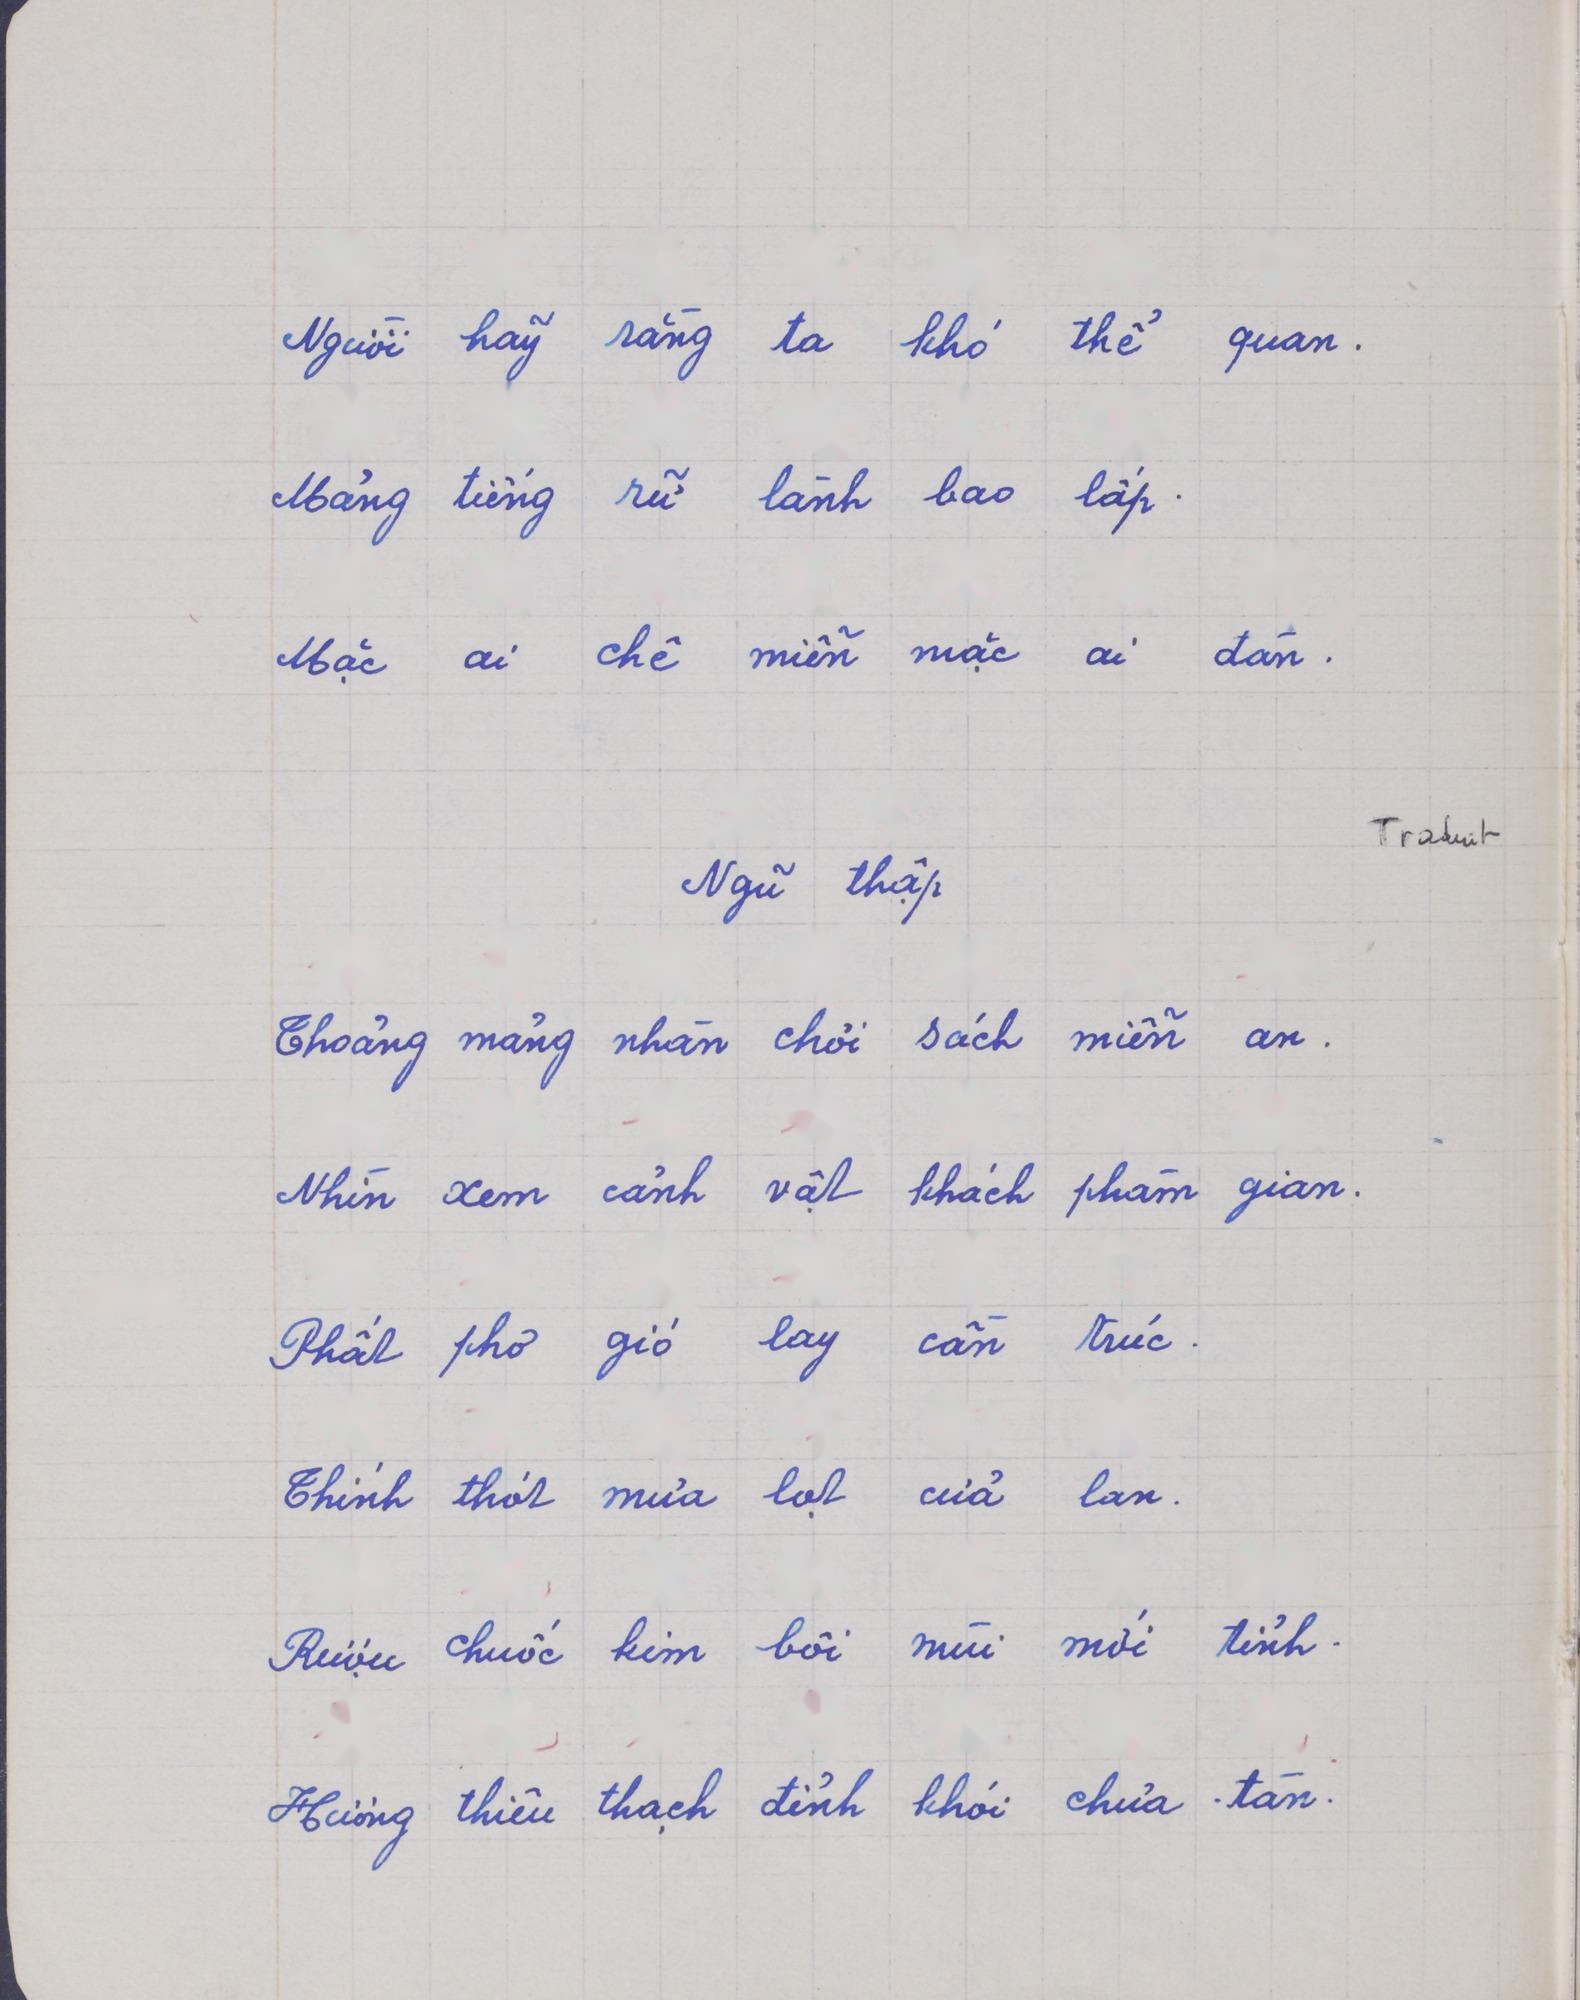 Người hãy rằng ta khó thể quan.
Mảng tiếng rữ lành bao lắp.
Mặc ai chê miễn mặc ai đàn.
Traduit
Ngũ thập
Thoảng mảng nhàn chơi sách miễn an.
Nhìn xem cảnh vật khách phàm gian.
Phất phơ gió lay cần trúc.
Thính thót mưa lọt cửa lan.
Rượu chuốc kim bôi mùi mới tỉnh.
Hương thiêu thạch đỉnh khói chưa tàn.